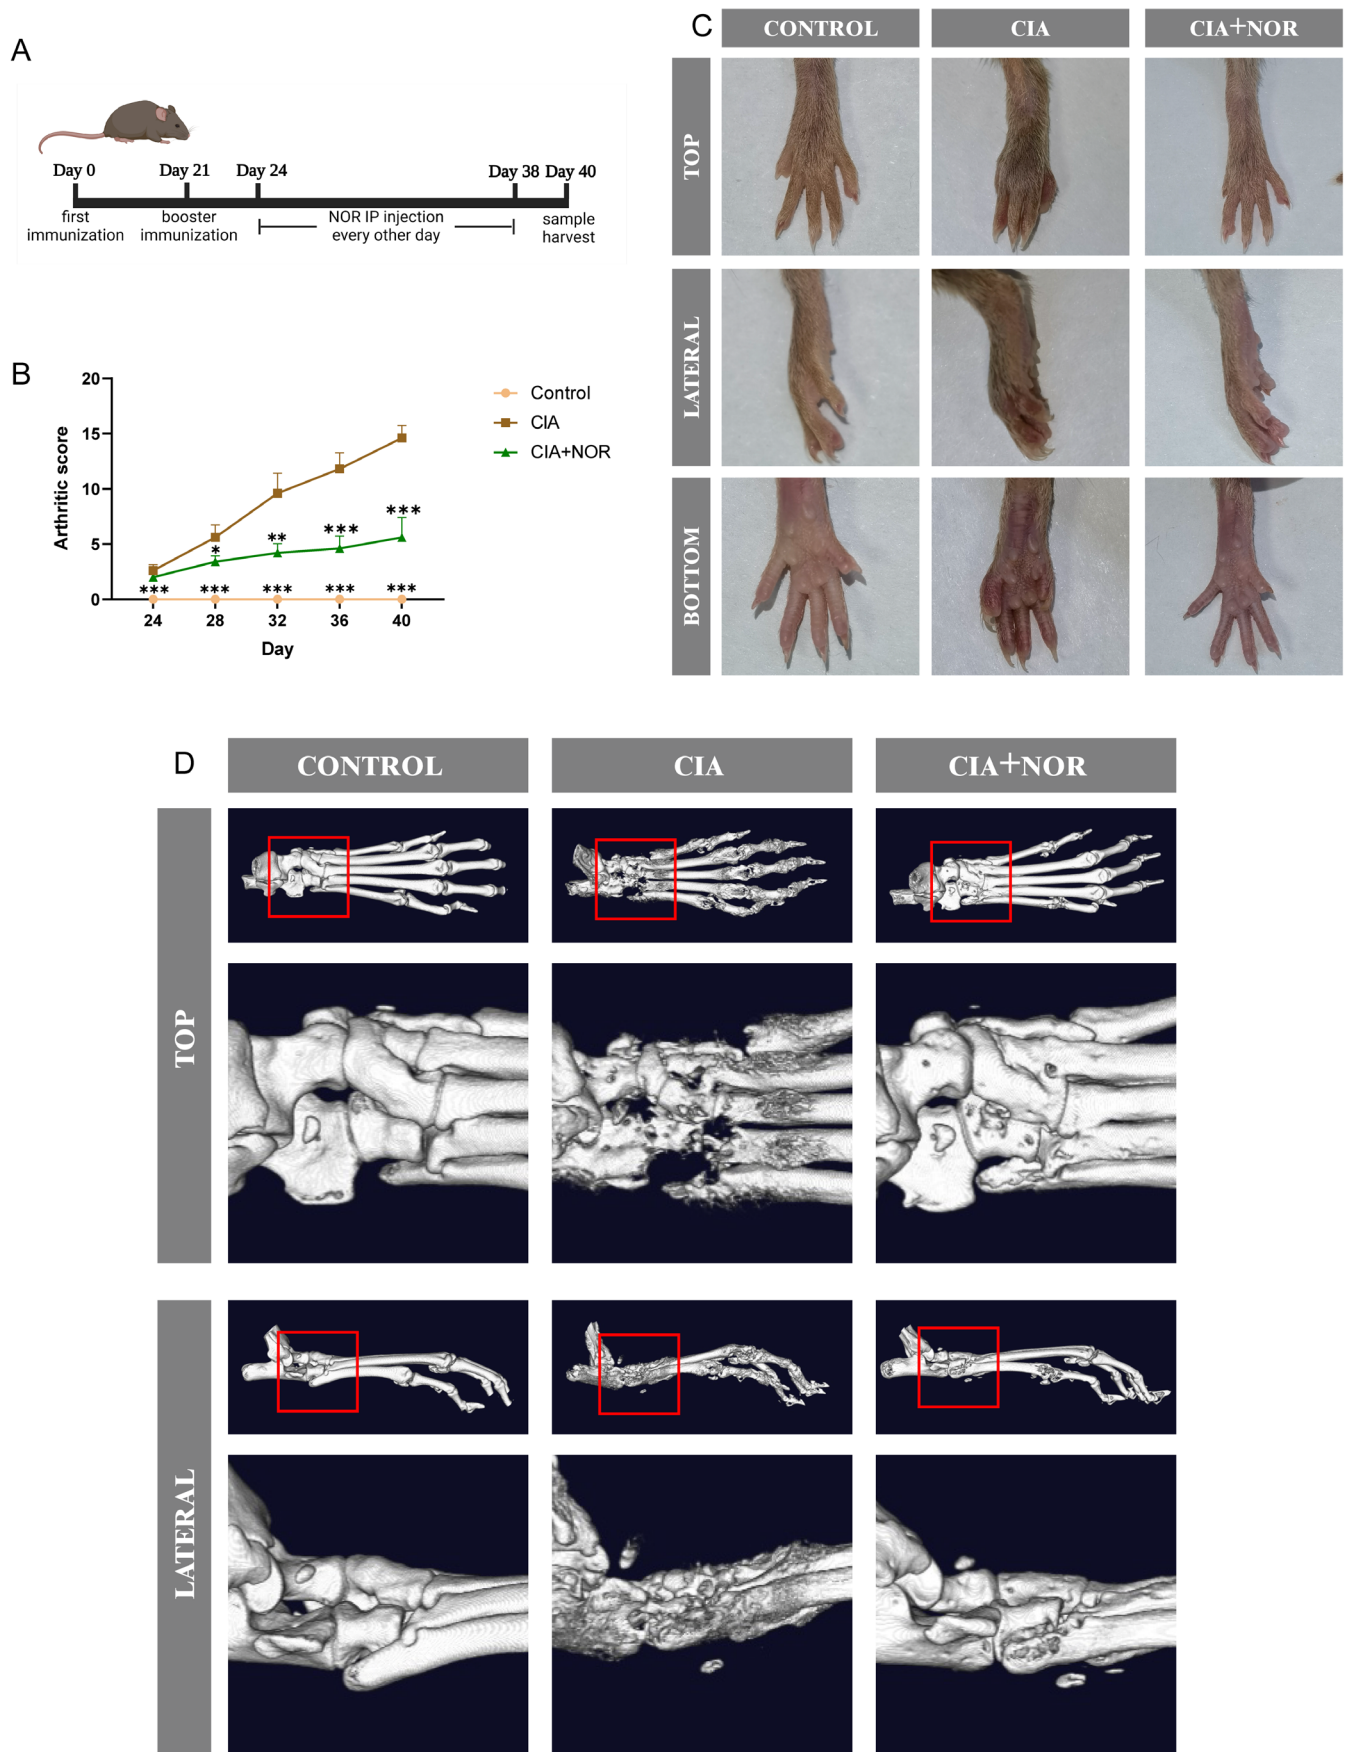 A
Day 0
Day 21
Day 24
Day 38
Day 40
first
immunization
booster
immunization
NOR IP injection
every other day
sample
harvest
B
20
15
10
5
0
Arthritic score
***
***
***
***
***
*
**
***
***
24
28
32
36
40
Day
Control
CIA
CIA+NOR
C
CONTROL
CIA
CIA+NOR
TOP
LATERAL
BOTTOM
D
CONTROL
CIA
CIA+NOR
TOP
LATERAL